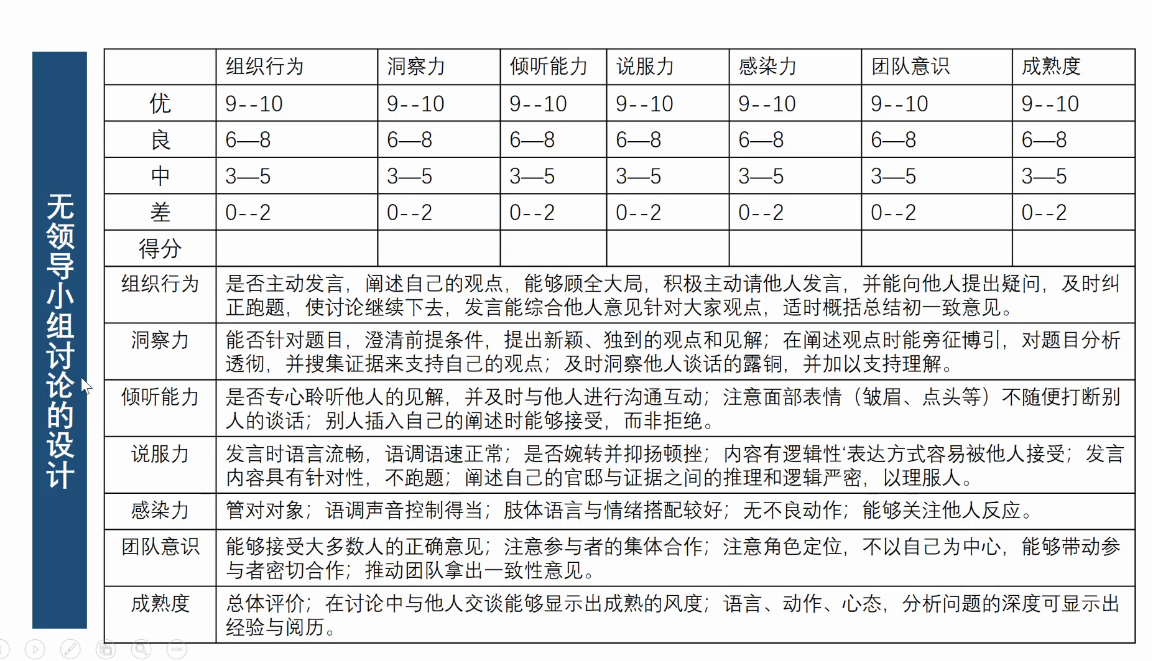 无领导小组讨论的设计
组织行为 洞察力 倾听能力 说服力 感染力 团队意识 成熟度
优 9--10 9--10 9--10 9--10 9--10 9--10 9--10
良 6—8 6—8 6—8 6—8 6—8 6—8 6—8
中 3—5 3—5 3—5 3—5 3—5 3—5 3—5
差 0--2 0--2 0--2 0--2 0--2 0--2 0--2
得分
组织行为 是否主动发言，阐述自己的观点，能够顾全大局，积极主动请他人发言，并能向他人提出疑问，及时纠
正跑题，使讨论继续下去，发言能综合他人意见针对大家观点，适时概括总结初一致意见。
洞察力 能否针对题目，澄清前提条件，提出新颖、独到的观点和见解；在阐述观点时能旁征博引，对题目分析
透彻，并搜集证据来支持自己的观点；及时洞察他人谈话的露铜，并加以支持理解。
倾听能力 是否专心聆听他人的见解，并及时与他人进行沟通互动；注意面部表情（皱眉、点头等）不随便打断别
人的谈话；别人插入自己的阐述时能够接受，而非拒绝。
说服力 发言时语言流畅，语调语速正常；是否婉转并抑扬顿挫；内容有逻辑性‘表达方式容易被他人接受；发言
内容具有针对性，不跑题；阐述自己的官邸与证据之间的推理和逻辑严密，以理服人。
感染力 管对对象；语调声音控制得当；肢体语言与情绪搭配较好；无不良动作；能够关注他人反应。
团队意识 能够接受大多数人的正确意见；注意参与者的集体合作；注意角色定位，不以自己为中心，能够带动参
与者密切合作；推动团队拿出一致性意见。
成熟度 总体评价；在讨论中与他人交谈能够显示出成熟的风度；语言、动作、心态，分析问题的深度可显示出
经验与阅历。